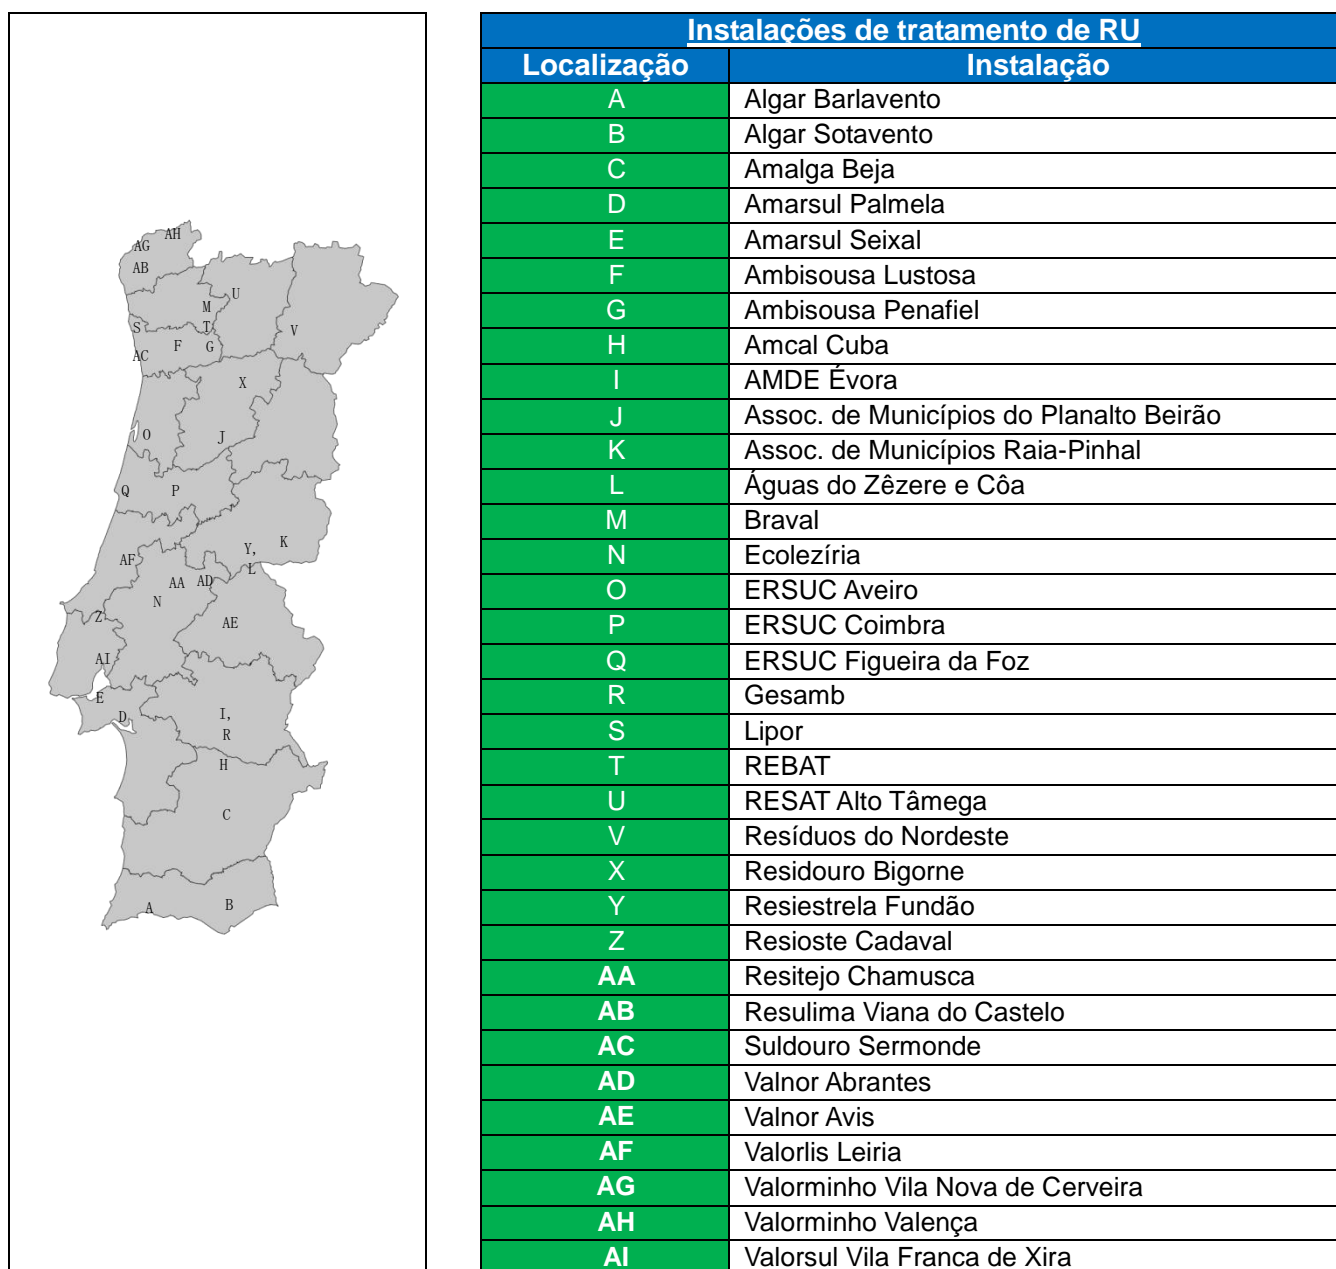 AH
AG
AB
U
M
S
T
V
AC
F
G
X
O
J
Q
P
AF
Y,
K
L
AA
AD
N
Z
AE
AI
E
D
I,
R
H
C
A
B
Instalações de tratamento de RU
Localização Instalação
A Algar Barlavento
B Algar Sotavento
C Amalga Beja
D Amarsul Palmela
E Amarsul Seixal
F Ambisousa Lustosa
G Ambisousa Penafiel
H Amcal Cuba
I AMDE Évora
J Assoc. de Municípios do Planalto Beirão
K Assoc. de Municípios Raia-Pinhal
L Águas do Zêzere e Côa
M Braval
N Ecolezíria
O ERSUC Aveiro
P ERSUC Coimbra
Q ERSUC Figueira da Foz
R Gesamb
S Lipor
T REBAT
U RESAT Alto Tâmega
V Resíduos do Nordeste
X Residouro Bigorne
Y Resiestrela Fundão
Z Resioste Cadaval
AA Resitejo Chamusca
AB Resulima Viana do Castelo
AC Suldouro Sermonde
AD Valnor Abrantes
AE Valnor Avis
AF Valorlis Leiria
AG Valorminho Vila Nova de Cerveira
AH Valorminho Valença
AI Valorsul Vila Franca de Xira